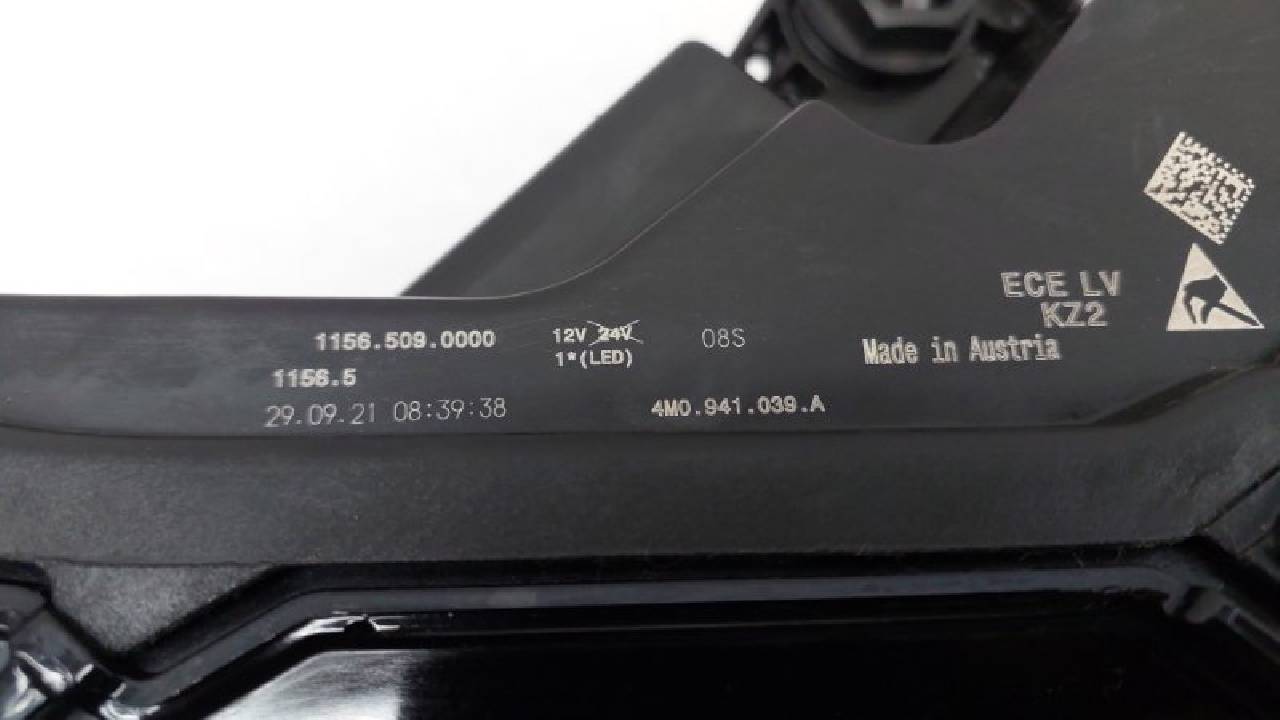 1156.509.0000
1156.5
29.09.21 08:39:38
12V 24V
1*(LED)
08S
4M0.941.039.A
ECE LV
KZ2
Made in Austria